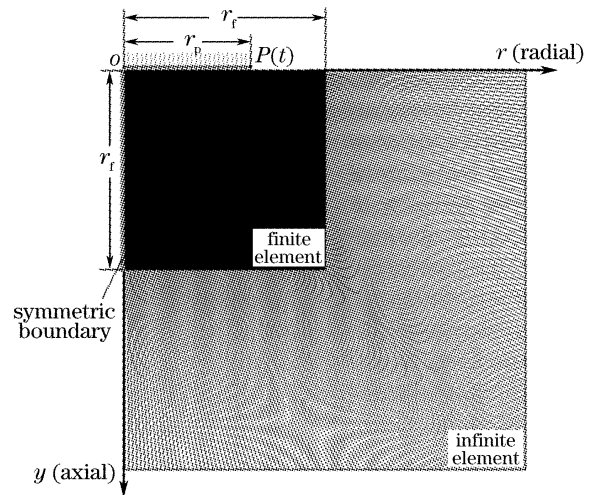 r_f
r_p
o
P(t)
r (radial)
r_f
finite
element
symmetric
boundary
infinite
element
y (axial)